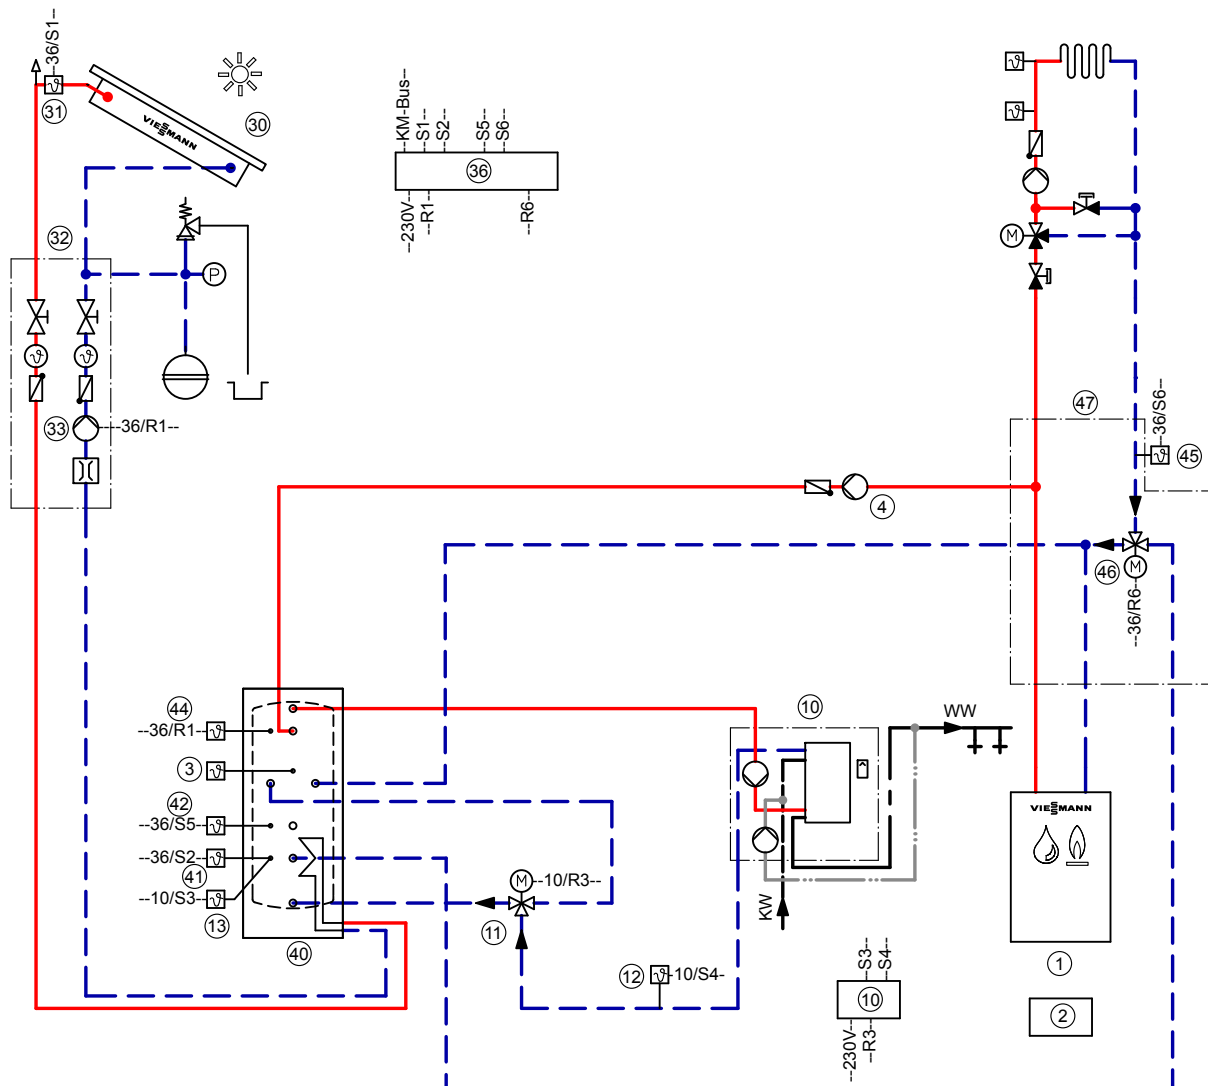 --36/S1--
31
VIESSMANN
30
--KM-Bus--
--S1--
--S2--
--S5--
--S6--
36
--230V--
--R1--
--R6--
32
P
M
33
----36/R1--
47
--36/S6--
45
4
46
M
--36/R6--
44
--36/R1--
3
42
--36/S5--
--36/S2--
41
--10/S3--
13
40
M
--10/R3--
11
12
-10/S4-
10
WW
KW
--S3--
--S4--
10
--230V--
--R3--
VIESSMANN
1
2